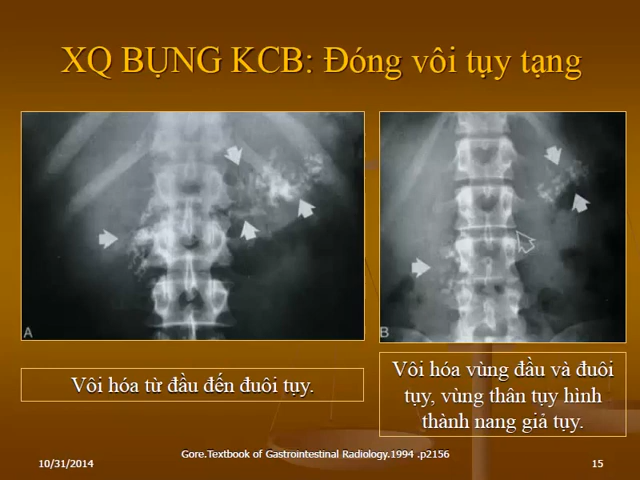 XQ BỤNG KCB: Đóng vôi tụy tạng
A
B
Vôi hóa từ đầu đến đuôi tụy.
Vôi hóa vùng đầu và đuôi
tụy, vùng thân tụy hình
thành nang giả tụy.
Gore.Textbook of Gastrointestinal Radiology.1994 .p2156
10/31/2014
15